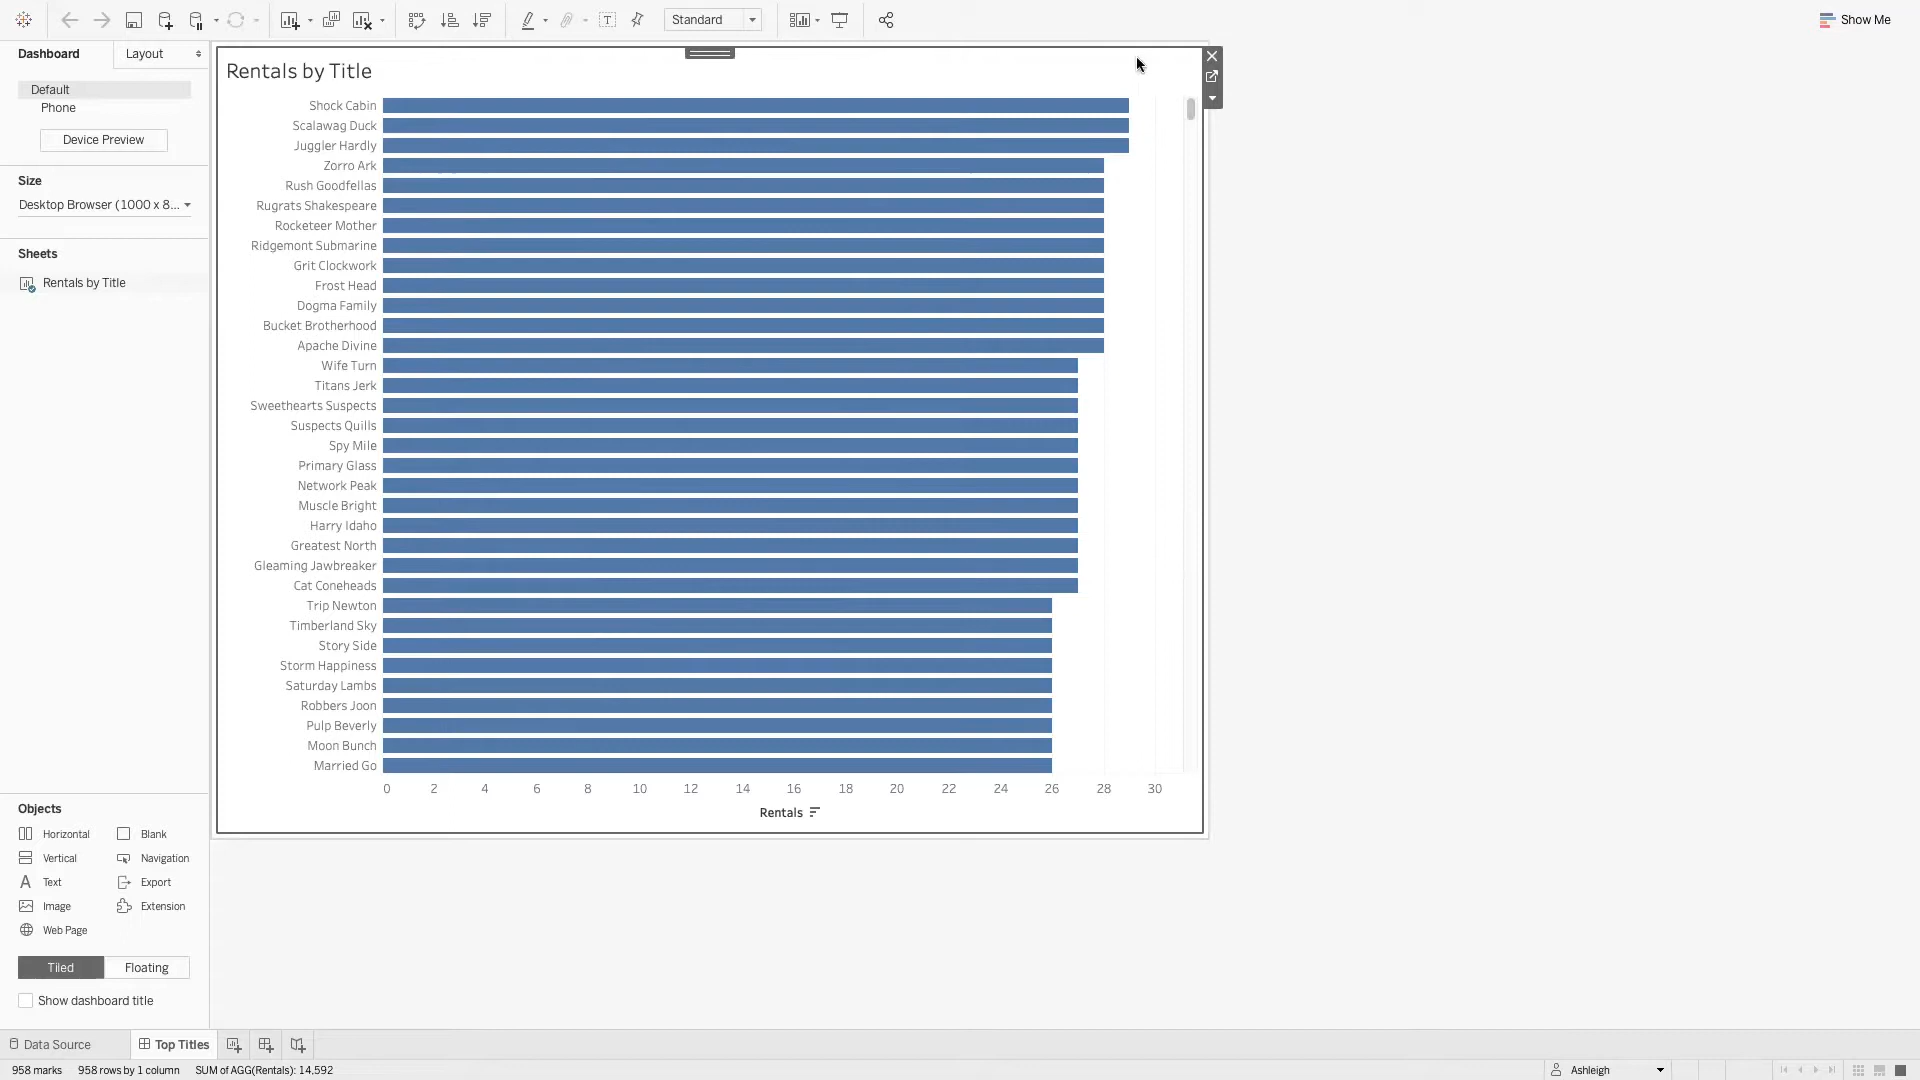 Standard
Show Me
Dashboard
Layout
Default
Phone
Device Preview
Size
Desktop Browser (1000 x 8...
Sheets
Rentals by Title
Rentals by Title
Shock Cabin
Scalawag Duck
Juggler Hardly
Zorro Ark
Rush Goodfellas
Rugrats Shakespeare
Rocketeer Mother
Ridgemont Submarine
Grit Clockwork
Frost Head
Dogma Family
Bucket Brotherhood
Apache Divine
Wife Turn
Titans Jerk
Sweethearts Suspects
Suspects Quills
Spy Mile
Primary Glass
Network Peak
Muscle Bright
Harry Idaho
Greatest North
Gleaming Jawbreaker
Cat Coneheads
Trip Newton
Timberland Sky
Story Side
Storm Happiness
Saturday Lambs
Robbers Joon
Pulp Beverly
Moon Bunch
Married Go
0 2 4 6 8 10 12 14 16 18 20 22 24 26 28 30
Rentals
Objects
Horizontal Blank
Vertical Navigation
A Text Export
Image Extension
Web Page
Tiled Floating
Show dashboard title
Data Source Top Titles
958 marks 958 rows by 1 column SUM of AGG(Rentals): 14,592
Ashleigh